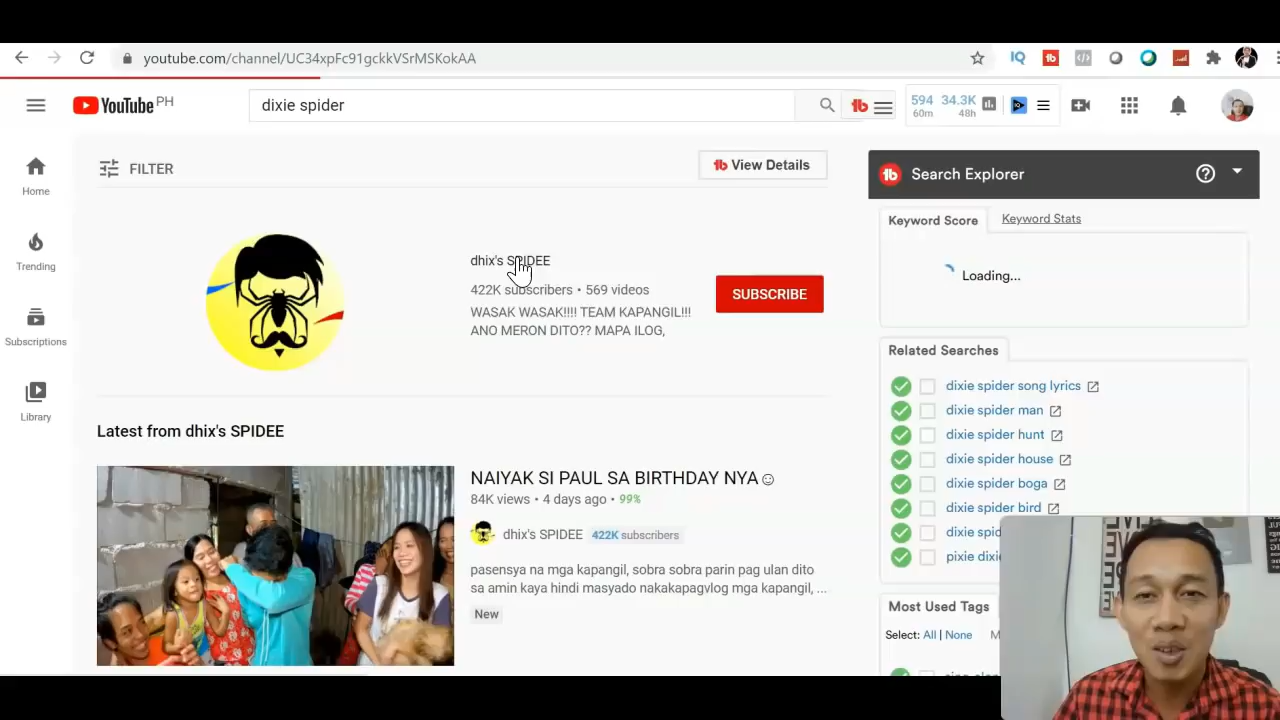 youtube.com/channel/UC34xpFc91gckkVSrMSKokAA
YouTube PH
dixie spider
594 60m
34.3K 48h
Home
Trending
Subscriptions
Library
FILTER
View Details
dhix's SPIDEE
422K subscribers • 569 videos
WASAK WASAK!!!! TEAM KAPANGIL!!!
ANO MERON DITO?? MAPA ILOG,
SUBSCRIBE
Latest from dhix's SPIDEE
NAIYAK SI PAUL SA BIRTHDAY NYA☺
84K views • 4 days ago • 99%
dhix's SPIDEE 422K subscribers
pasensya na mga kapangil, sobra sobra parin pag ulan dito
sa amin kaya hindi masyado nakakapagvlog mga kapangil, ...
New
Search Explorer
Keyword Score
Keyword Stats
Loading...
Related Searches
dixie spider song lyrics
dixie spider man
dixie spider hunt
dixie spider house
dixie spider boga
dixie spider bird
dixie spid
pixie dixie
Most Used Tags
Select: All | None